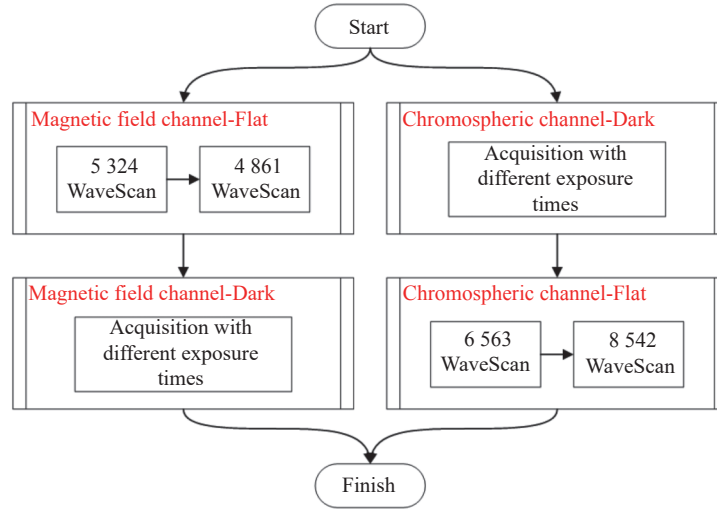 Start
Magnetic field channel-Flat
5 324
WaveScan
4 861
WaveScan
Chromospheric channel-Dark
Acquisition with
different exposure
times
Magnetic field channel-Dark
Acquisition with
different exposure
times
Chromospheric channel-Flat
6 563
WaveScan
8 542
WaveScan
Finish